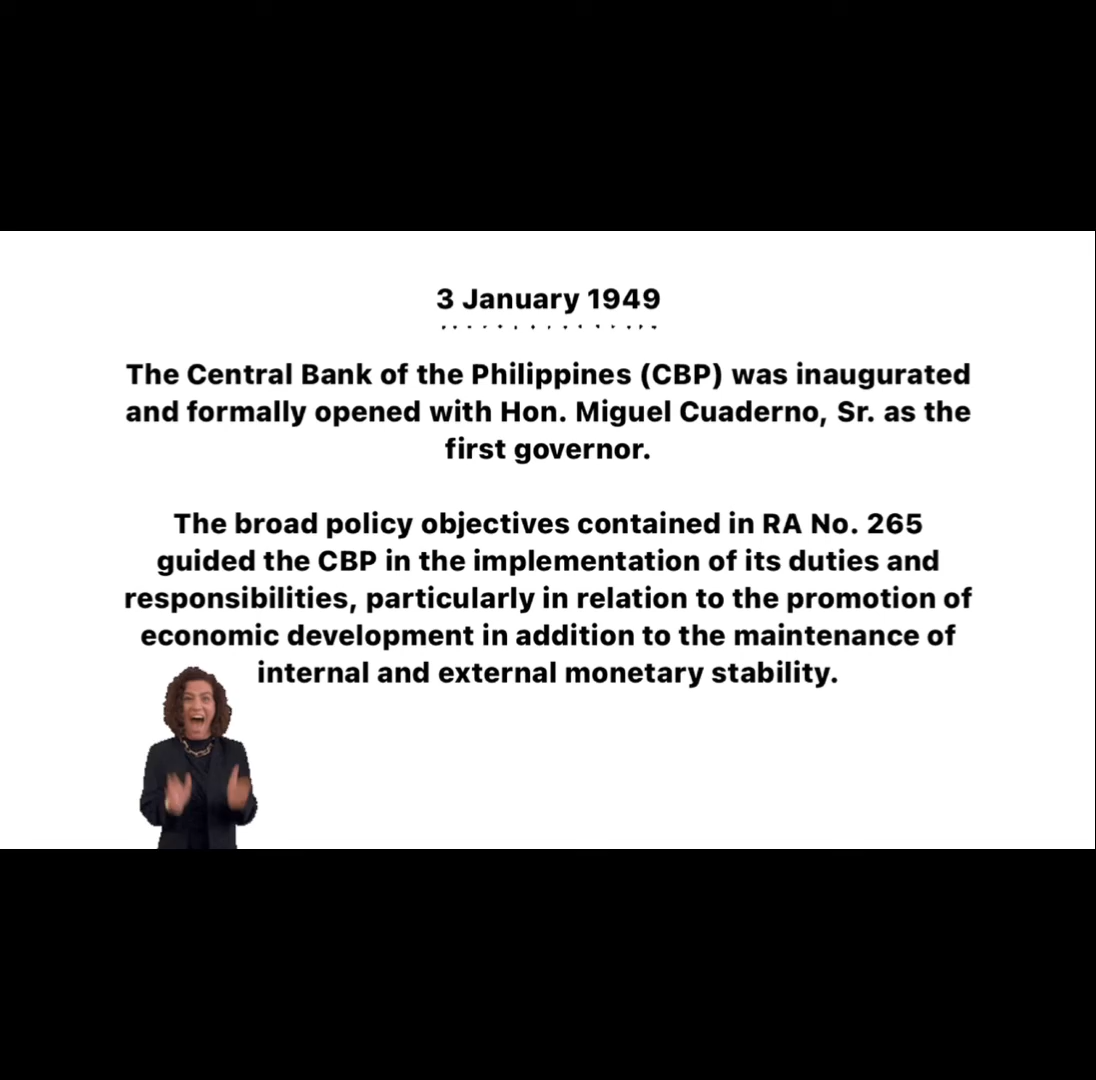 3 January 1949
The Central Bank of the Philippines (CBP) was inaugurated
and formally opened with Hon. Miguel Cuaderno, Sr. as the
first governor.
The broad policy objectives contained in RA No. 265
guided the CBP in the implementation of its duties and
responsibilities, particularly in relation to the promotion of
economic development in addition to the maintenance of
internal and external monetary stability.